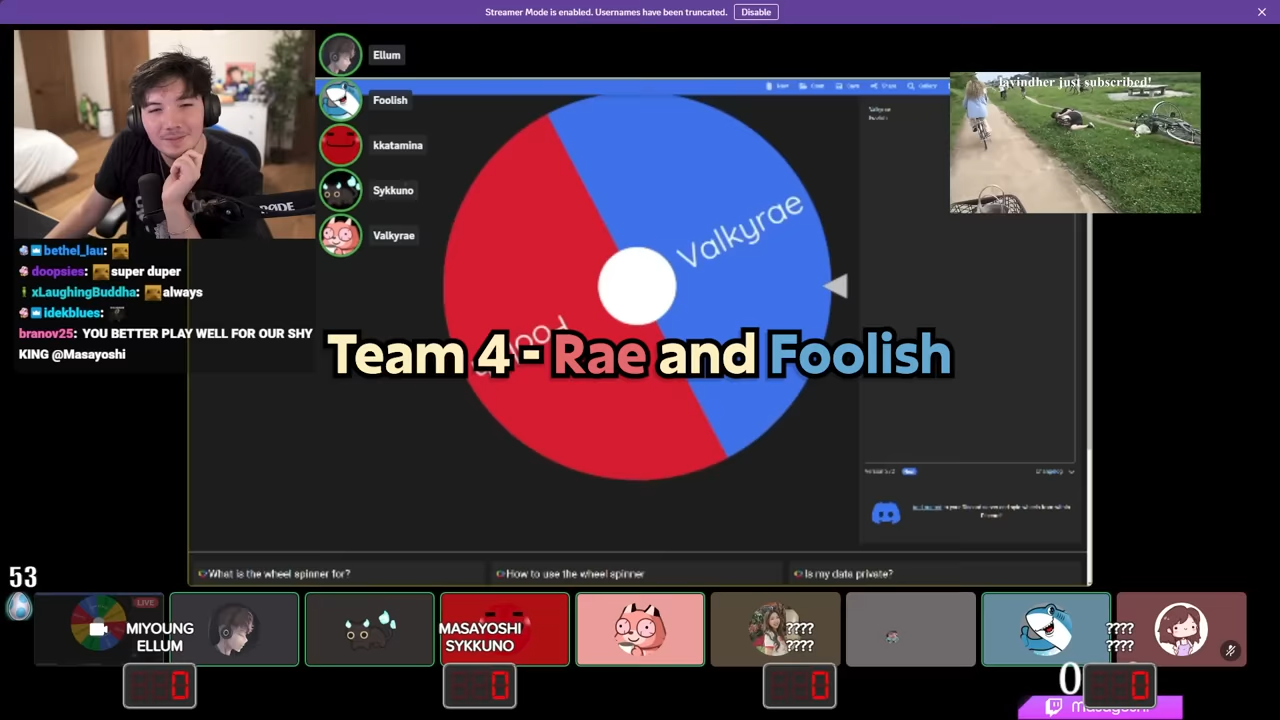 Streamer Mode is enabled. Usernames have been truncated.
Disable
Ellum
Foolish
kkatamina
Sykkuno
Valkyrae
just subscribed!
Valkyrae
bethel_lau:
doopsies: super duper
xLaughingBuddha: always
idekblues:
branov25: YOU BETTER PLAY WELL FOR OUR SHY
KING @Masayoshi
Team 4 - Rae and Foolish
What is the wheel spinner for?
How to use the wheel spinner
Is my data private?
53
LIVE
MIYOUNG
ELLUM
MASAYOSHI
SYKKUNO
????
????
????
????
0
0
0
0
0